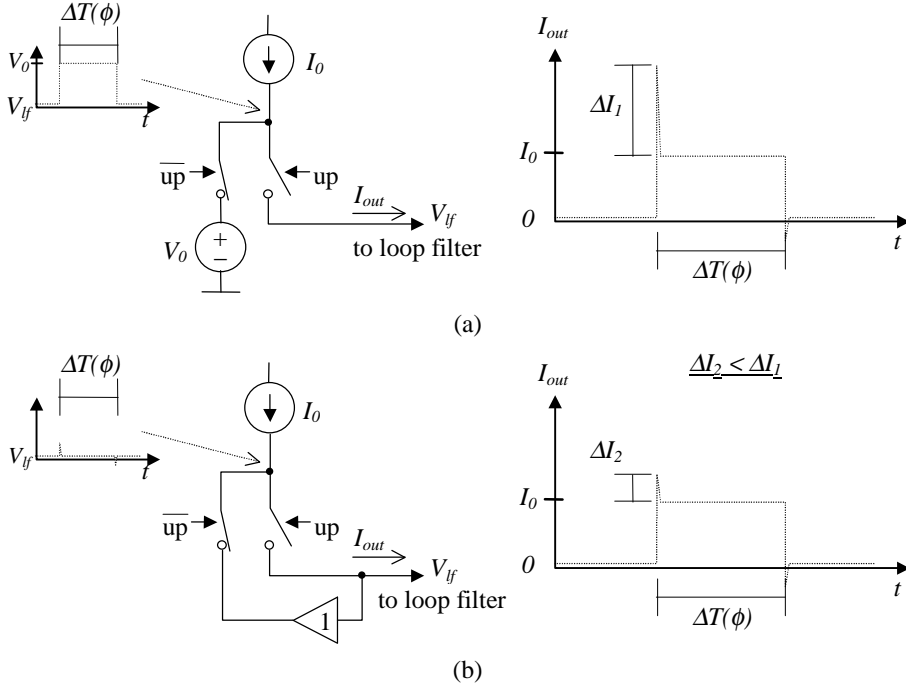 ΔT(ϕ)
V0
Vlf
t
I0
up
up
Iout
Vlf
to loop filter
V0
+
−
Iout
ΔI1
I0
0
t
ΔT(ϕ)
(a)
ΔT(ϕ)
Vlf
t
I0
up
up
Iout
Vlf
to loop filter
1
Iout
ΔI2 < ΔI1
ΔI2
I0
0
t
ΔT(ϕ)
(b)